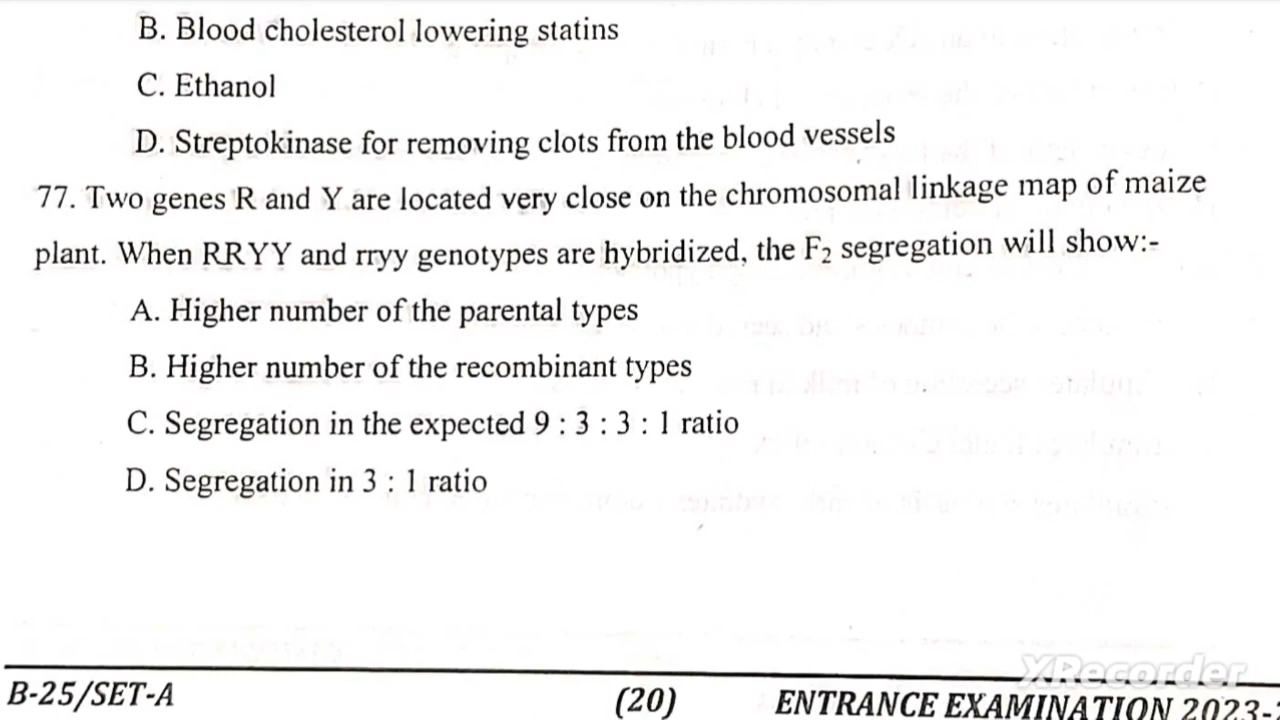 B. Blood cholesterol lowering statins
C. Ethanol
D. Streptokinase for removing clots from the blood vessels
77. Two genes R and Y are located very close on the chromosomal linkage map of maize
plant. When RRYY and rryy genotypes are hybridized, the F₂ segregation will show:-
A. Higher number of the parental types
B. Higher number of the recombinant types
C. Segregation in the expected 9 : 3 : 3 : 1 ratio
D. Segregation in 3 : 1 ratio
XRecorder
B-25/SET-A (20) ENTRANCE EXAMINATION 2023-